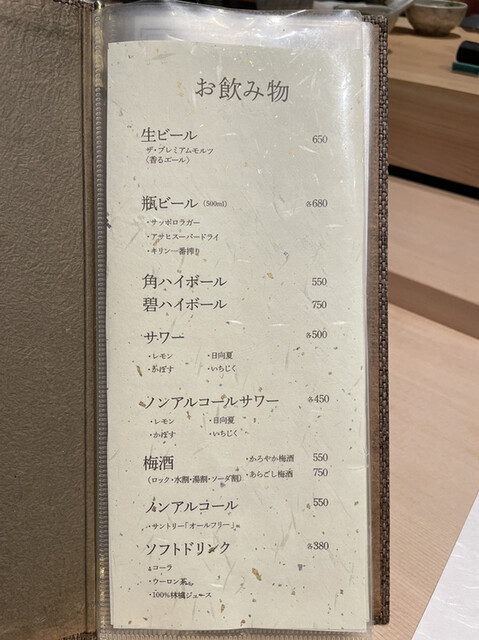 お飲み物
生ビール 650
ザ・プレミアムモルツ
〈香るエール〉
瓶ビール (500ml) 各680
・サッポロラガー
・アサヒスーパードライ
・キリン一番搾り
角ハイボール 550
碧ハイボール 750
サワー 各500
・レモン ・日向夏
・かぼす ・いちじく
ノンアルコールサワー 各450
・レモン ・日向夏
・かぼす ・いちじく
梅酒 ・かろやか梅酒 550
(ロック・水割・湯割・ソーダ割) ・あらごし梅酒 750
ノンアルコール 550
・サントリー「オールフリー」
ソフトドリンク 各380
・コーラ
・ウーロン茶
・100%林檎ジュース